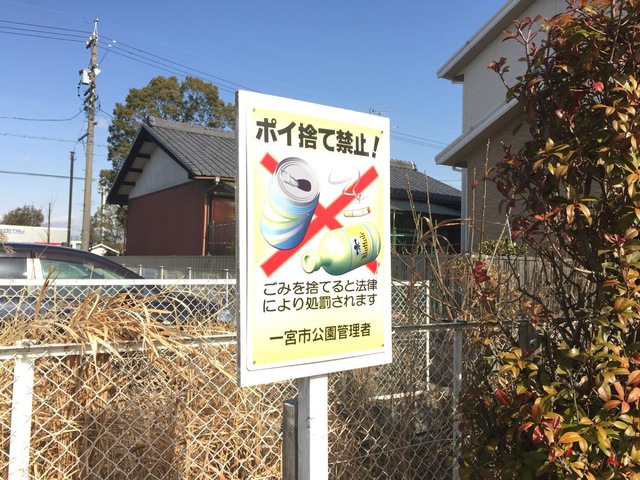 ポイ捨て禁止!
ごみを捨てると法律
により処罰されます
一宮市公園管理者